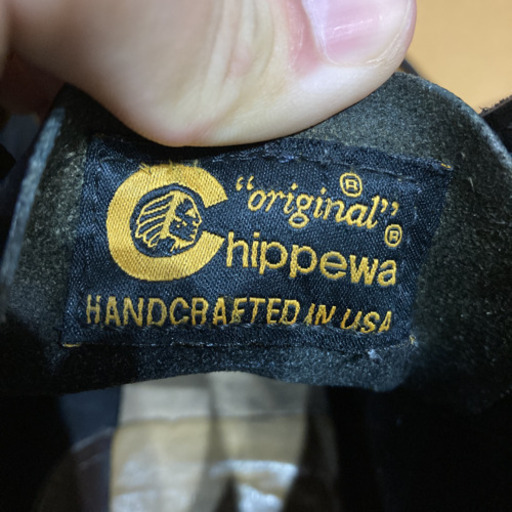 "original"®
Chippewa®
HANDCRAFTED IN USA